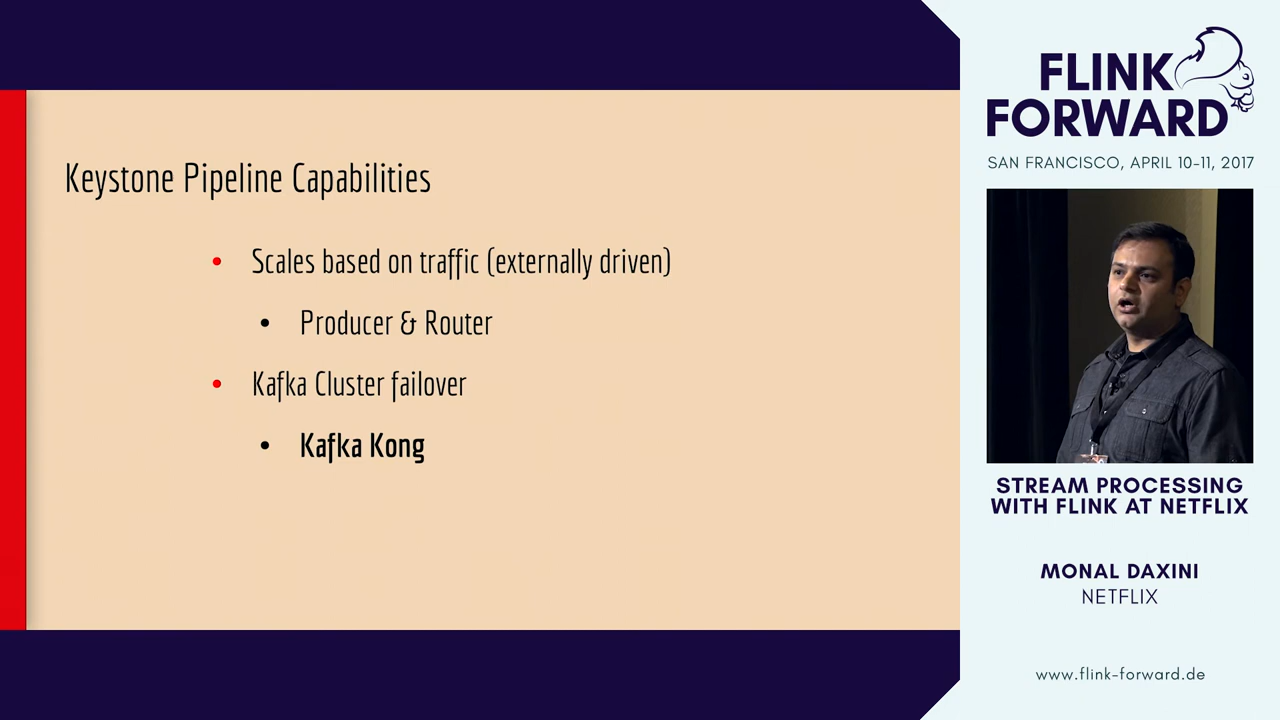 Keystone Pipeline Capabilities
• Scales based on traffic (externally driven)
• Producer & Router
• Kafka Cluster failover
• Kafka Kong
FLINK
FORWARD
SAN FRANCISCO, APRIL 10-11, 2017
STREAM PROCESSING
WITH FLINK AT NETFLIX
MONAL DAXINI
NETFLIX
www.flink-forward.de